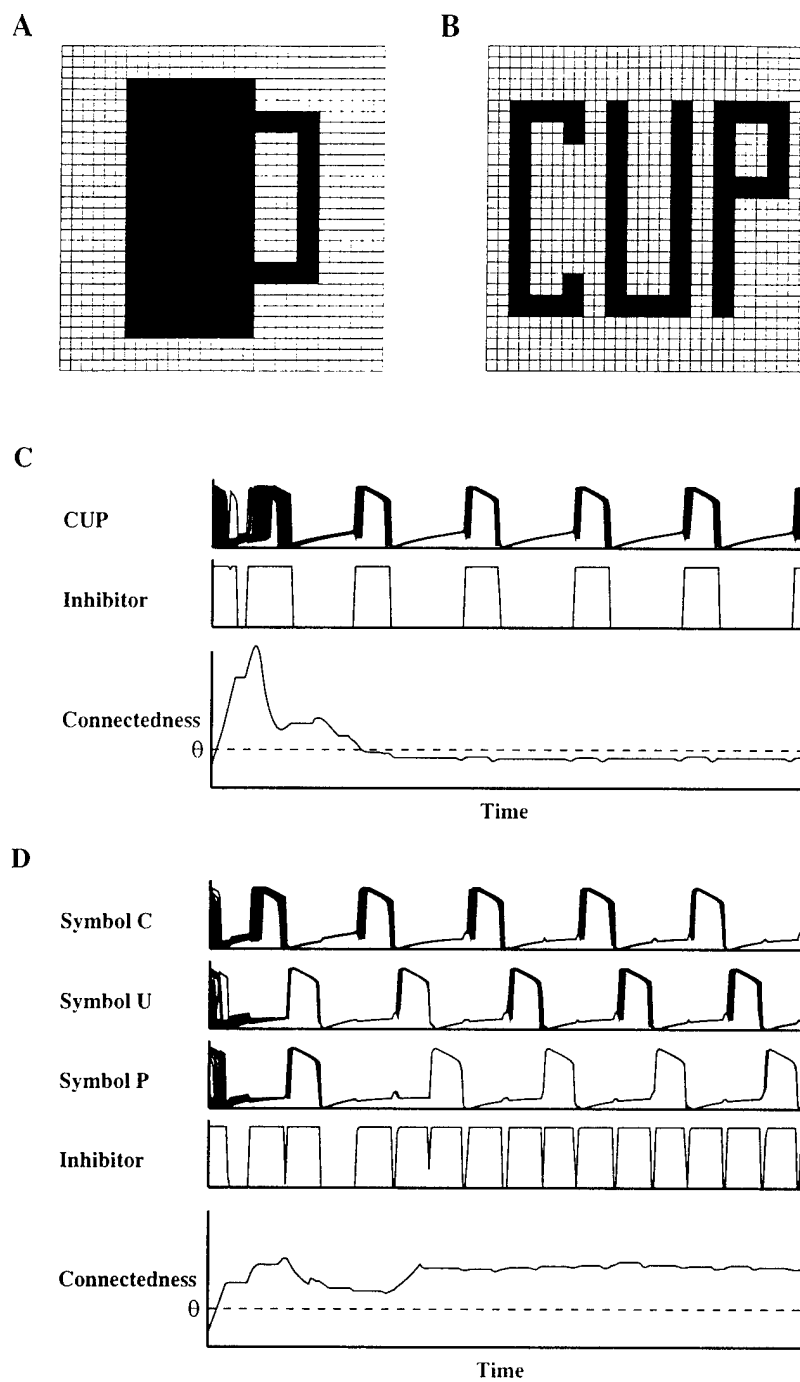 A
B
CUP
C
CUP
Inhibitor
Connectedness
θ
Time
D
Symbol C
Symbol U
Symbol P
Inhibitor
Connectedness
θ
Time